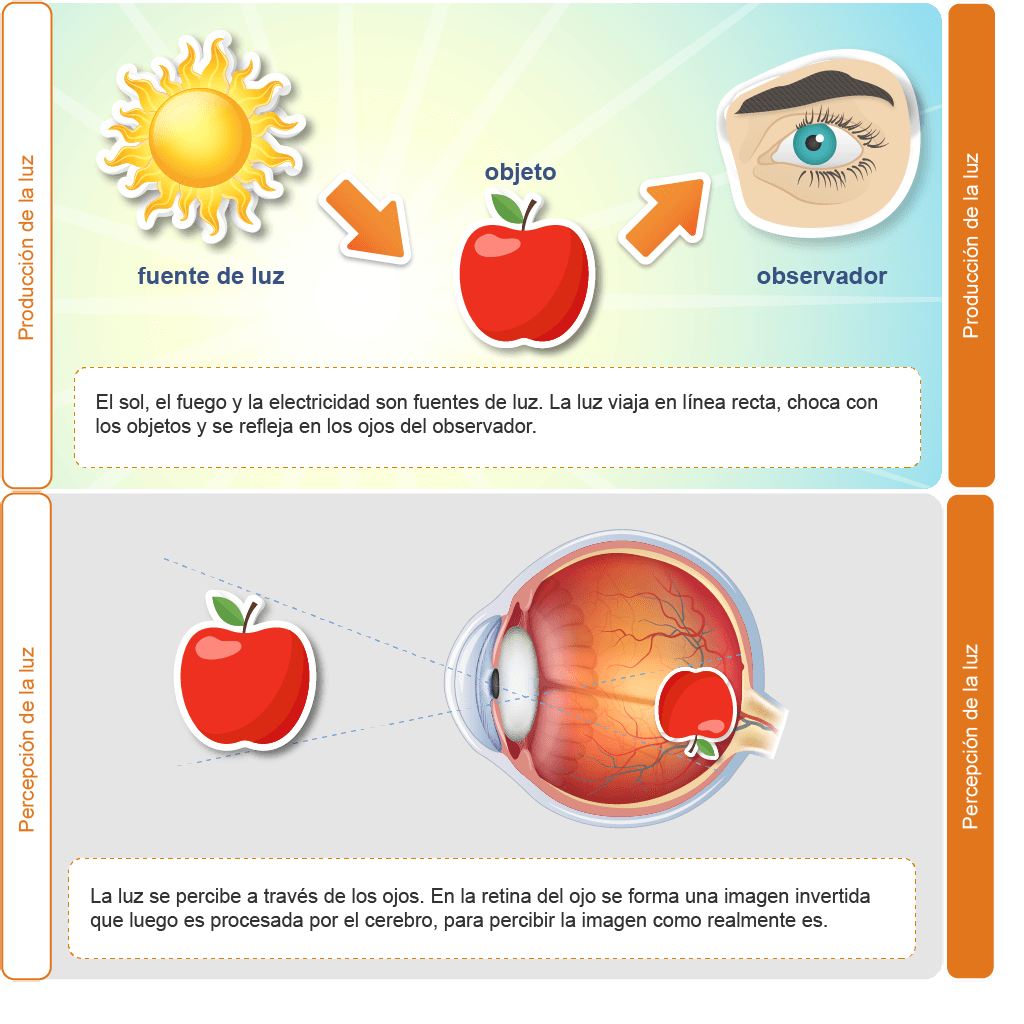 Producción de la luz
objeto
fuente de luz
observador
El sol, el fuego y la electricidad son fuentes de luz. La luz viaja en línea recta, choca con
los objetos y se refleja en los ojos del observador.
Producción de la luz
Percepción de la luz
La luz se percibe a través de los ojos. En la retina del ojo se forma una imagen invertida
que luego es procesada por el cerebro, para percibir la imagen como realmente es.
Percepción de la luz